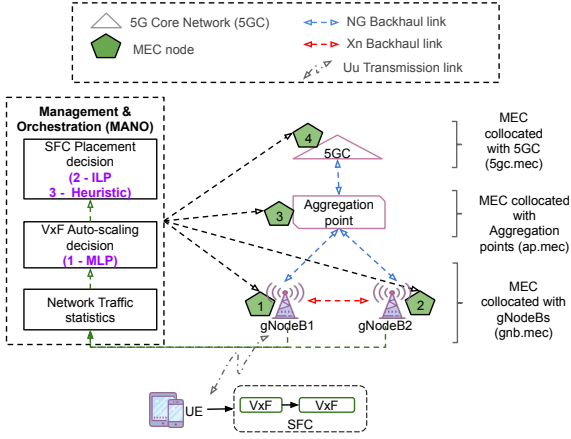 5G Core Network (5GC)
MEC node
NG Backhaul link
Xn Backhaul link
Uu Transmission link
Management &
Orchestration (MANO)
SFC Placement
decision
(2 - ILP
3 - Heuristic)
VxF Auto-scaling
decision
(1 - MLP)
Network Traffic
statistics
4
5GC
3
Aggregation
point
1
gNodeB1
2
gNodeB2
MEC
collocated
with 5GC
(5gc.mec)
MEC collocated
with
Aggregation
points (ap.mec)
MEC
collocated with
gNodeBs
(gnb.mec)
UE
VxF
VxF
SFC